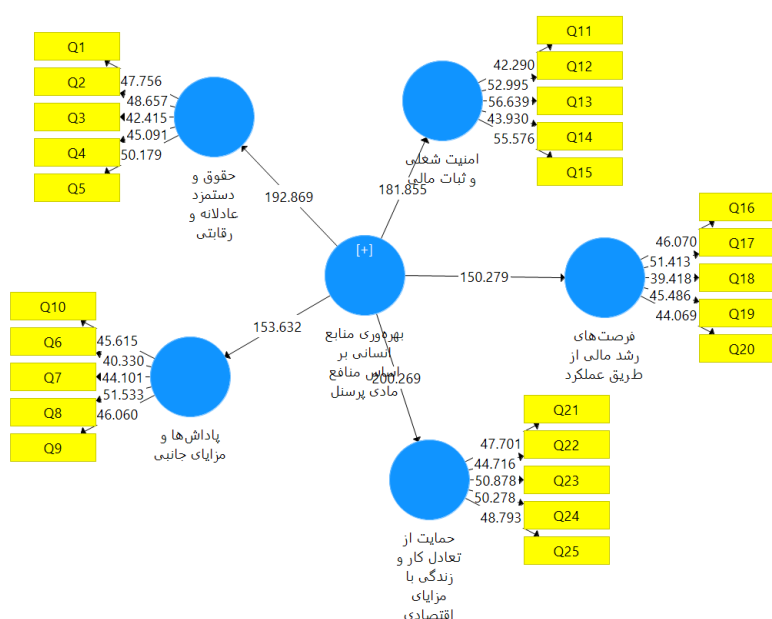 Q1
Q2
Q3
Q4
Q5
47.756
48.657
42.415
45.091
50.179
حقوق و
دستمزد
عادلانه و
رقابتی
192.869
Q11
Q12
Q13
Q14
Q15
42.290
52.995
56.639
43.930
55.576
امنیت شغلی
و ثبات مالی
181.855
[+]
بهره‌وری منابع
انسانی بر
اساس منافع
مادی پرسنل
150.279
Q16
Q17
Q18
Q19
Q20
46.070
51.413
39.418
45.486
44.069
فرصت‌های
رشد مالی از
طریق عملکرد
153.632
Q10
Q6
Q7
Q8
Q9
45.615
40.330
44.101
51.533
46.060
پاداش‌ها و
مزایای جانبی
200.269
Q21
Q22
Q23
Q24
Q25
47.701
44.716
50.878
50.278
48.793
حمایت از
تعادل کار و
زندگی با
مزایای
اقتصادی